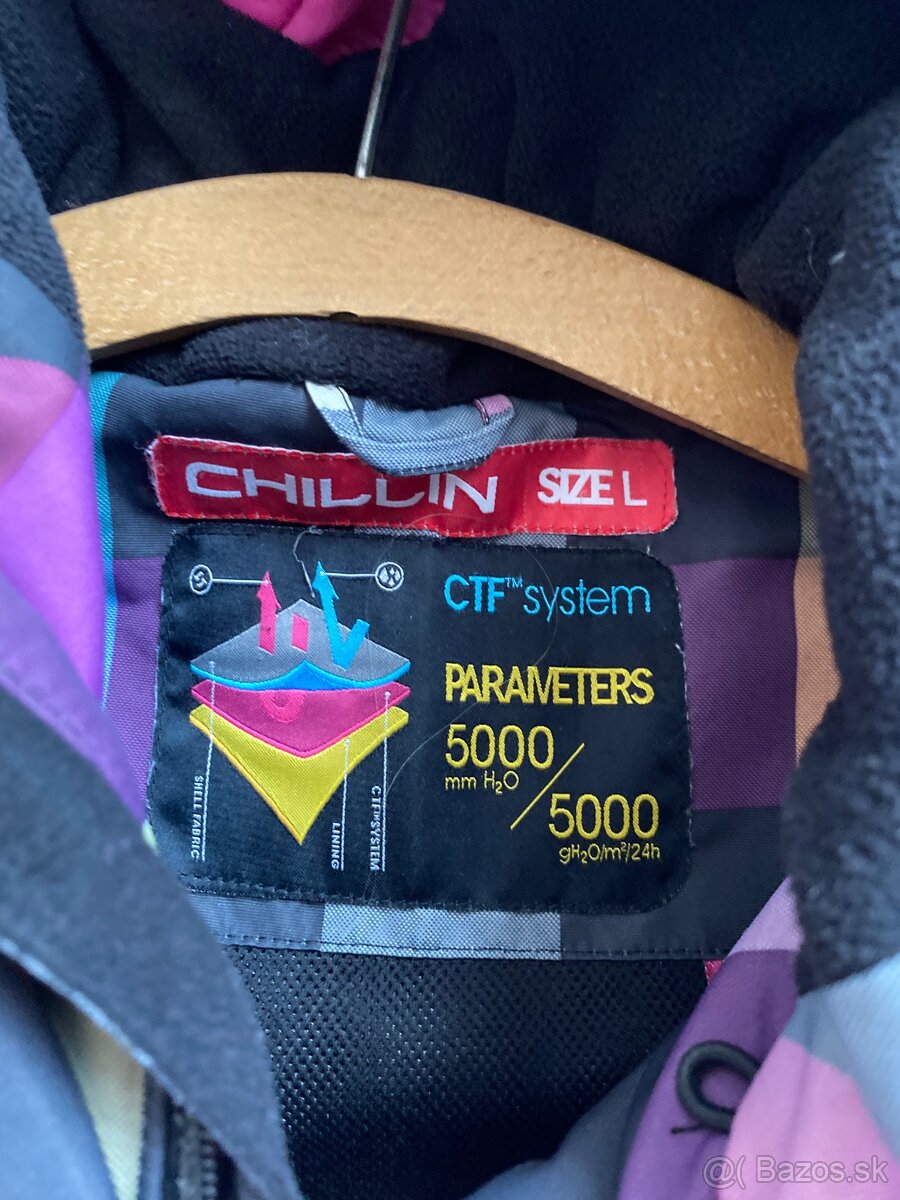 CHILLIN SIZE L
CTF™ system
PARAMETERS
5000
mm H₂O
5000
gH₂O/m²/24h
SHELL FABRIC
LINING
CTF™SYSTEM
@( Bazos.sk